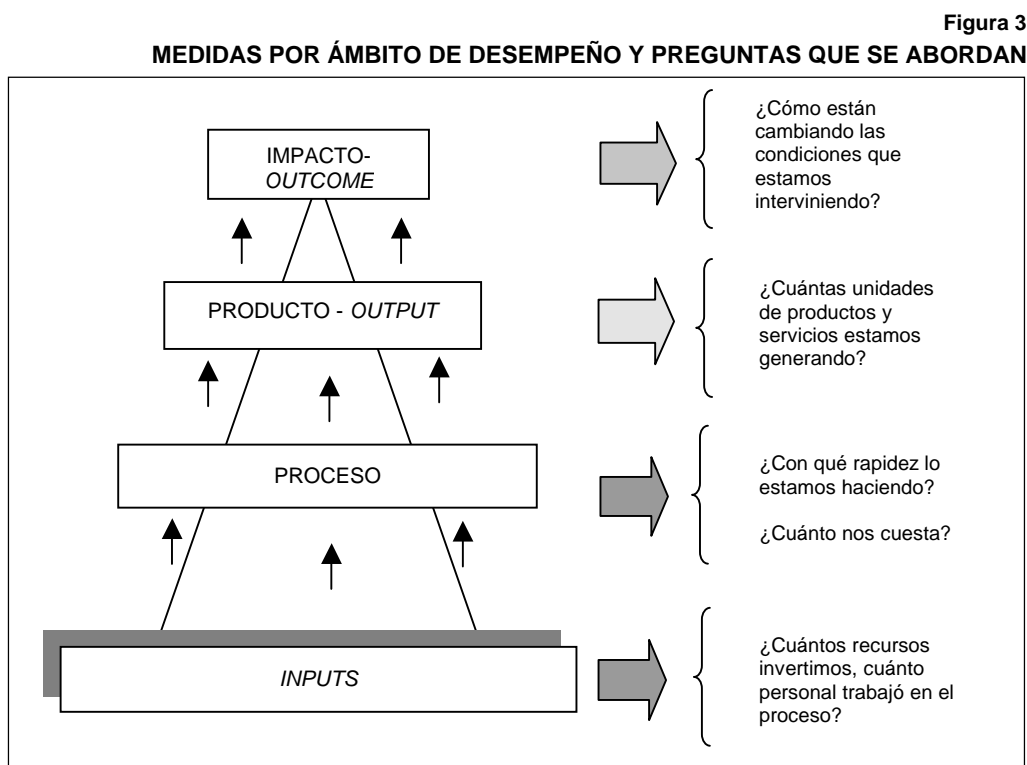 Figura 3
MEDIDAS POR ÁMBITO DE DESEMPEÑO Y PREGUNTAS QUE SE ABORDAN
IMPACTO-
OUTCOME
¿Cómo están
cambiando las
condiciones que
estamos
interviniendo?
PRODUCTO - OUTPUT
¿Cuántas unidades
de productos y
servicios estamos
generando?
PROCESO
¿Con qué rapidez lo
estamos haciendo?
¿Cuánto nos cuesta?
INPUTS
¿Cuántos recursos
invertimos, cuánto
personal trabajó en el
proceso?